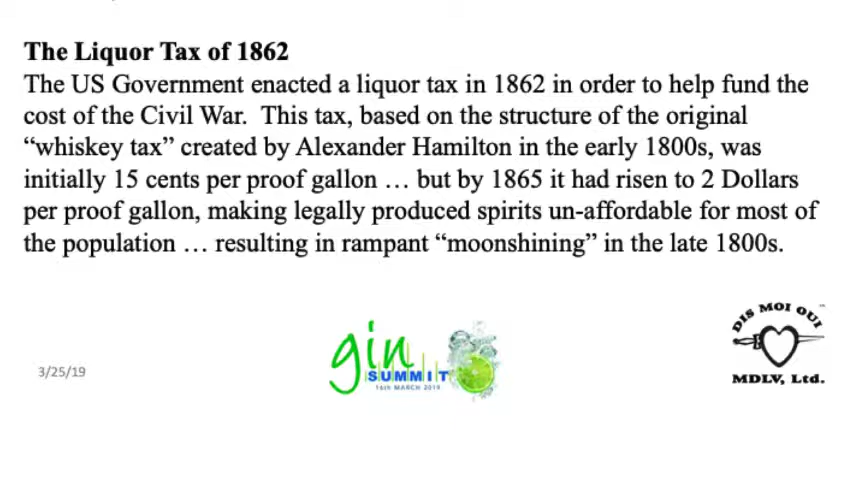 The Liquor Tax of 1862
The US Government enacted a liquor tax in 1862 in order to help fund the
cost of the Civil War.  This tax, based on the structure of the original
“whiskey tax” created by Alexander Hamilton in the early 1800s, was
initially 15 cents per proof gallon … but by 1865 it had risen to 2 Dollars
per proof gallon, making legally produced spirits un-affordable for most of
the population … resulting in rampant “moonshining” in the late 1800s.
3/25/19
gin
SUMMIT
16th MARCH 2019
DIS MOI OUI
MDLV, Ltd.